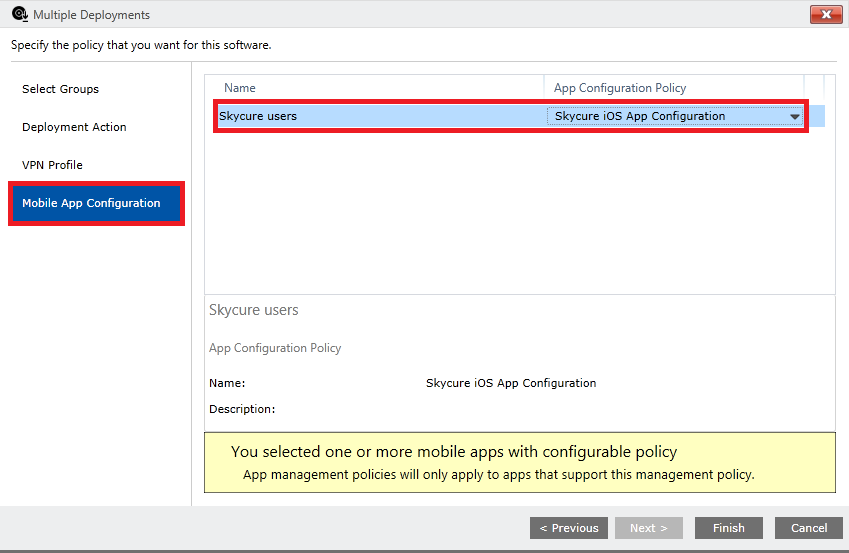 Multiple Deployments
Specify the policy that you want for this software.
Select Groups
Deployment Action
VPN Profile
Mobile App Configuration
Name App Configuration Policy
Skycure users Skycure iOS App Configuration
Skycure users
App Configuration Policy
Name: Skycure iOS App Configuration
Description:
You selected one or more mobile apps with configurable policy
App management policies will only apply to apps that support this management policy.
< Previous Next > Finish Cancel